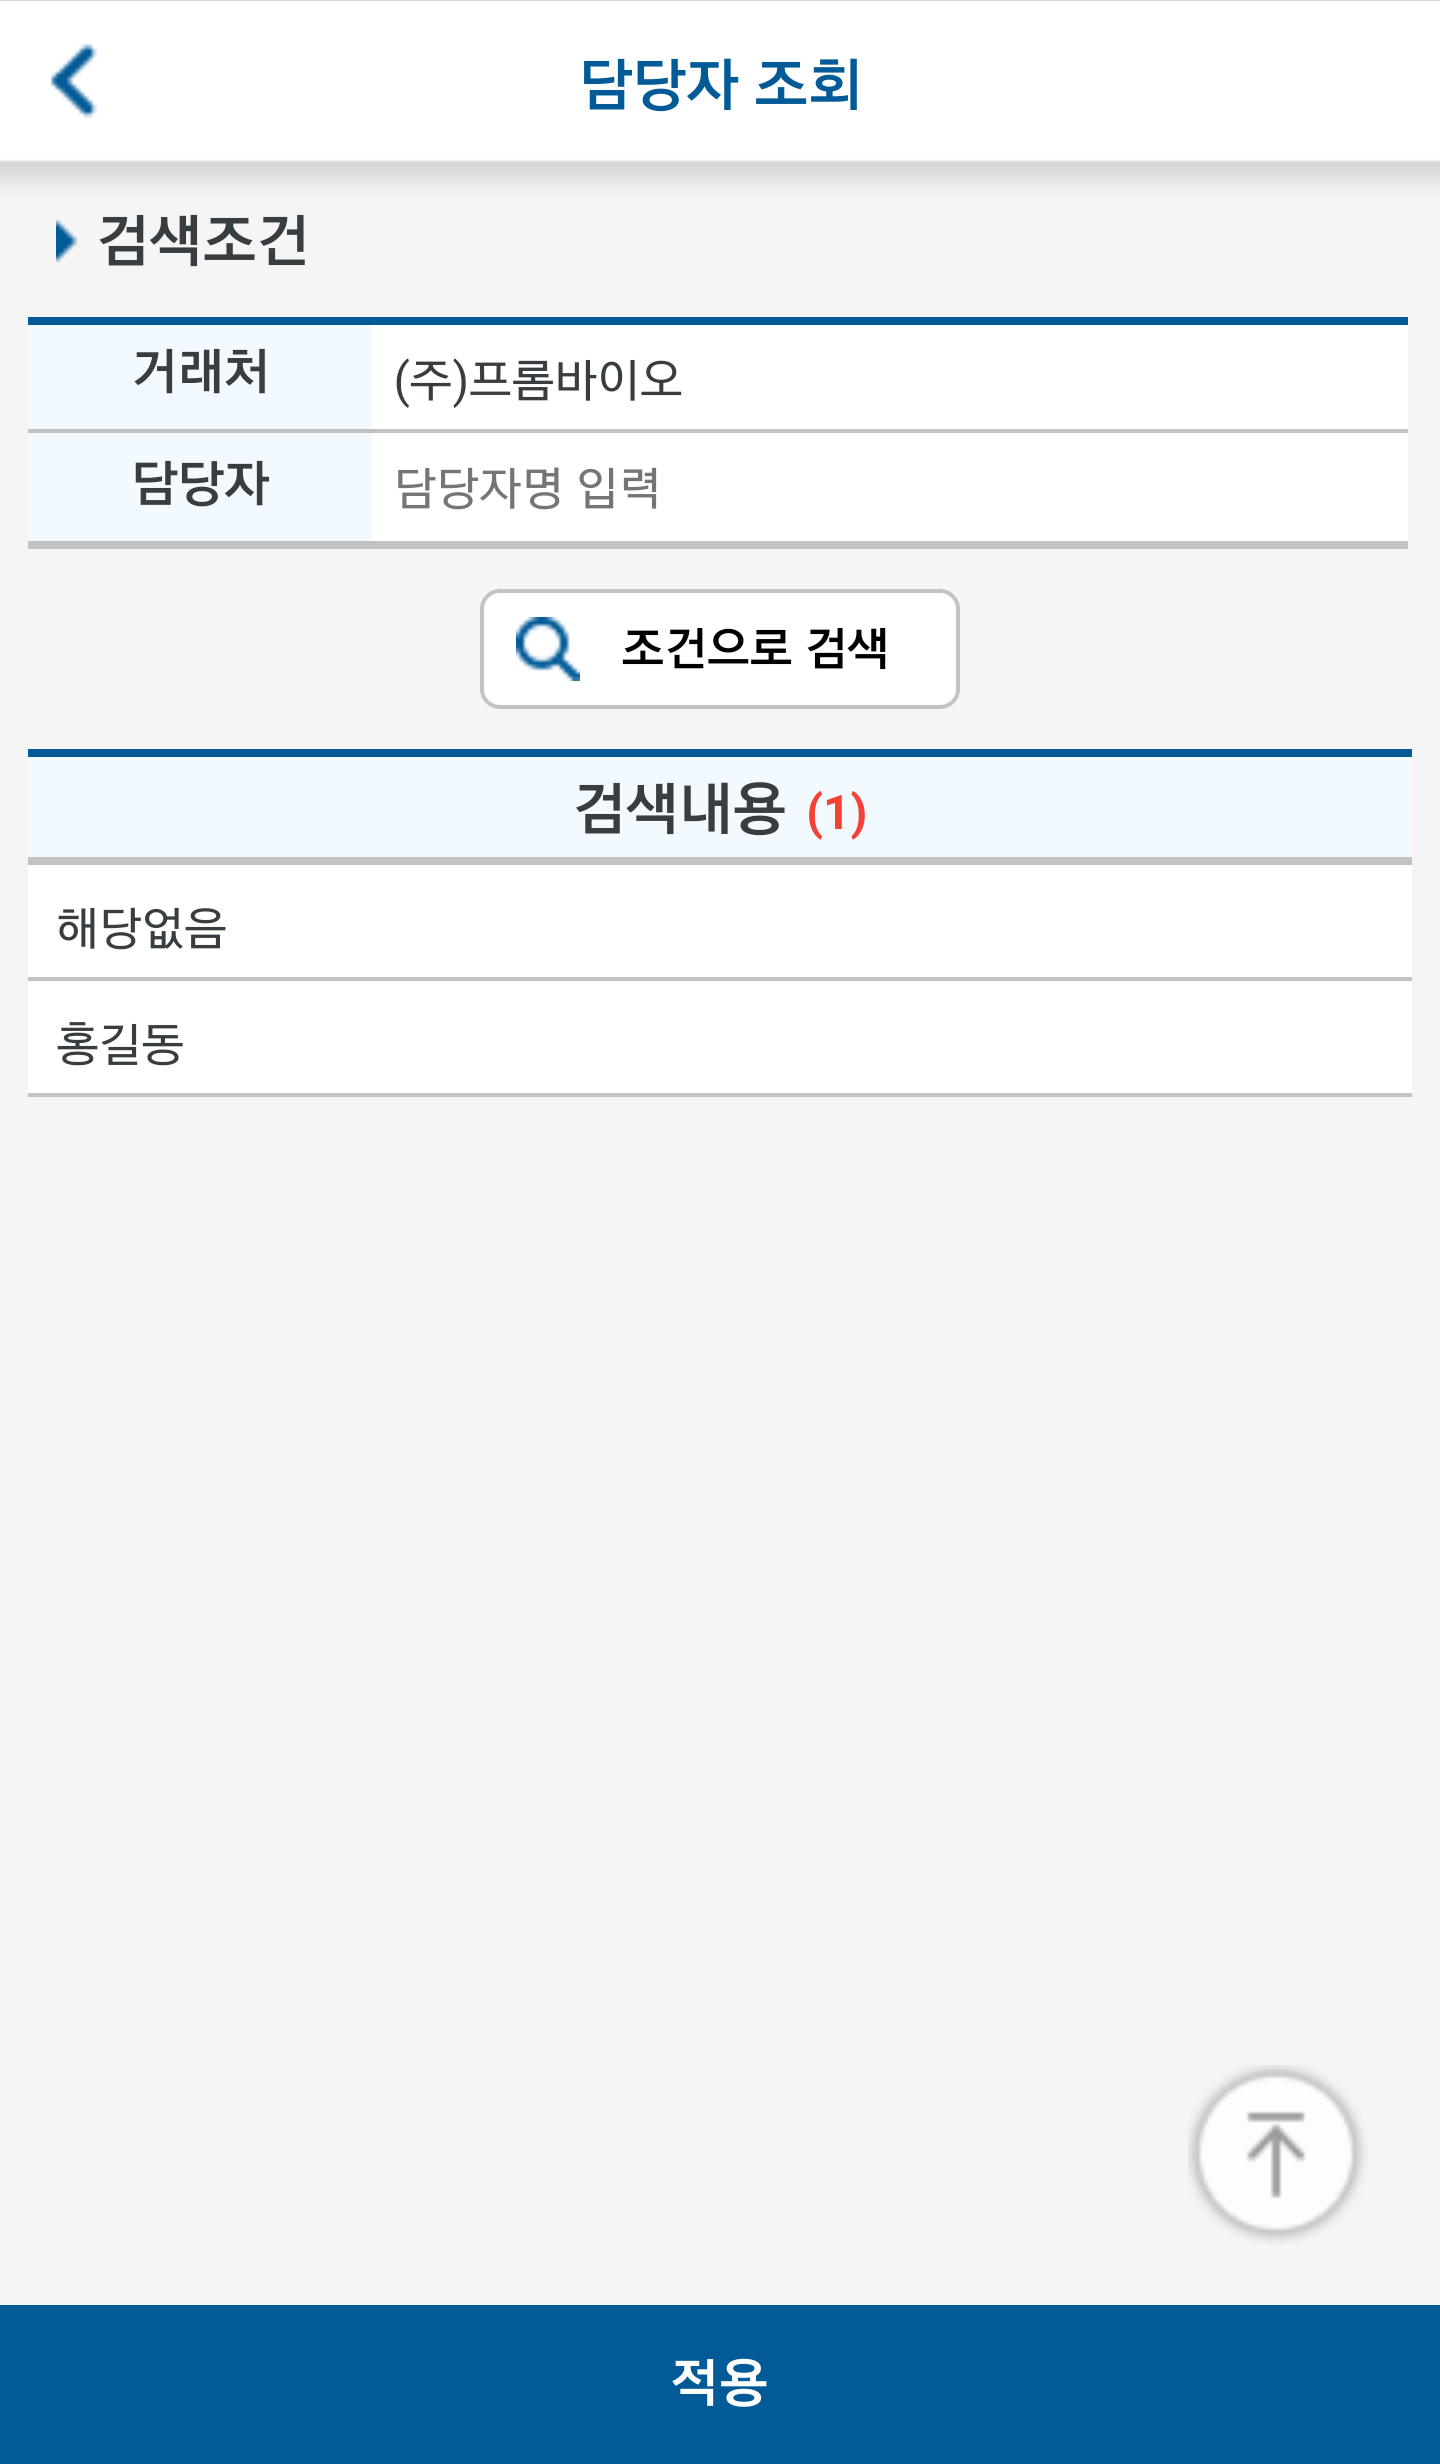 담당자 조회
검색조건
거래처 (주)프롬바이오
담당자 담당자명 입력
조건으로 검색
검색내용 (1)
해당없음
홍길동
적용